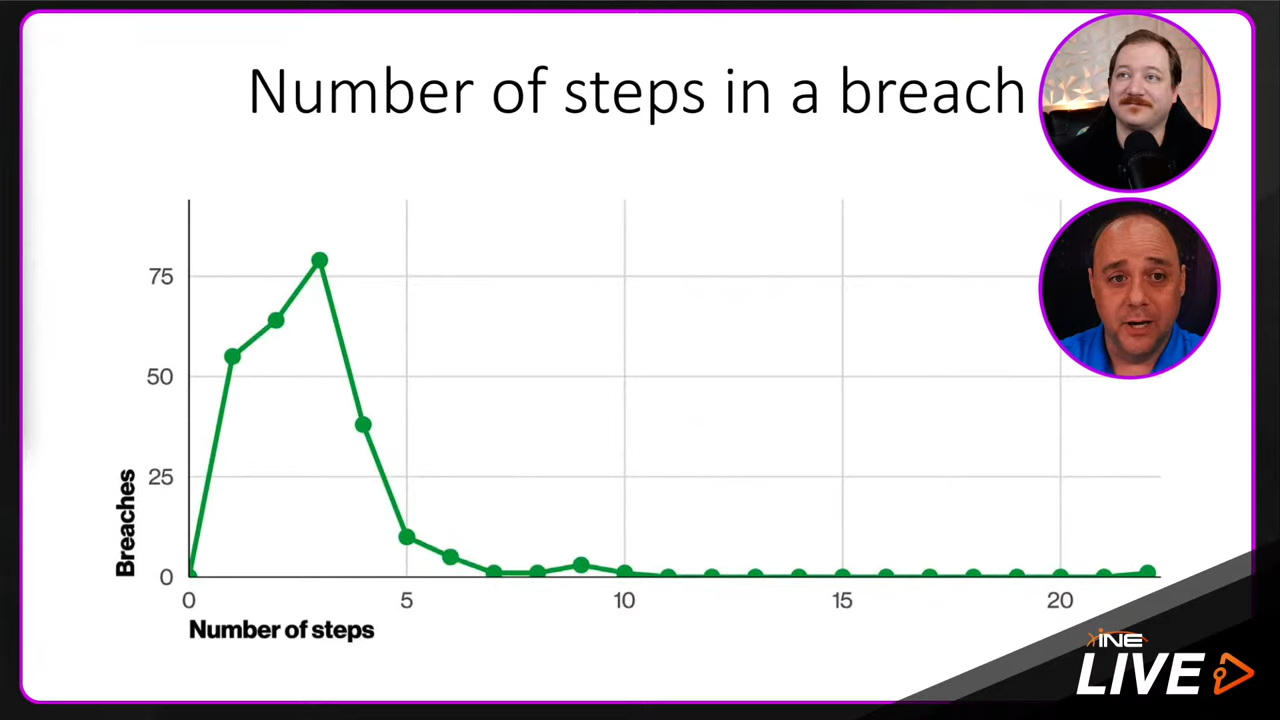 Number of steps in a breach
75
50
25
0
Breaches
0 5 10 15 20
Number of steps
INE
LIVE